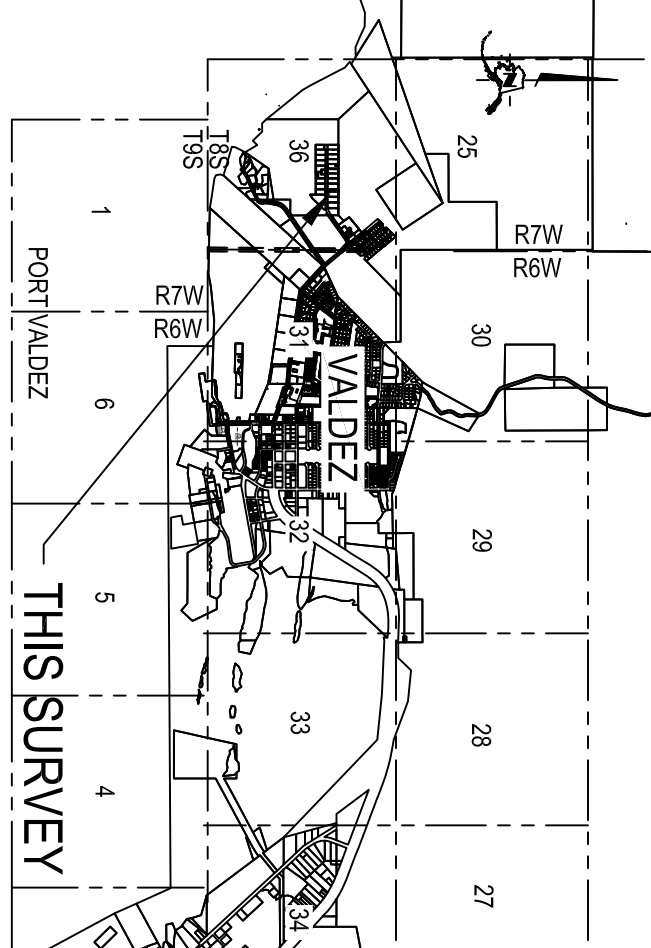 N
25
36
T8S
T9S
1
R7W
R6W
R7W
R6W
PORT VALDEZ
30
31
6
VALDEZ
29
32
5
THIS SURVEY
28
33
4
27
34